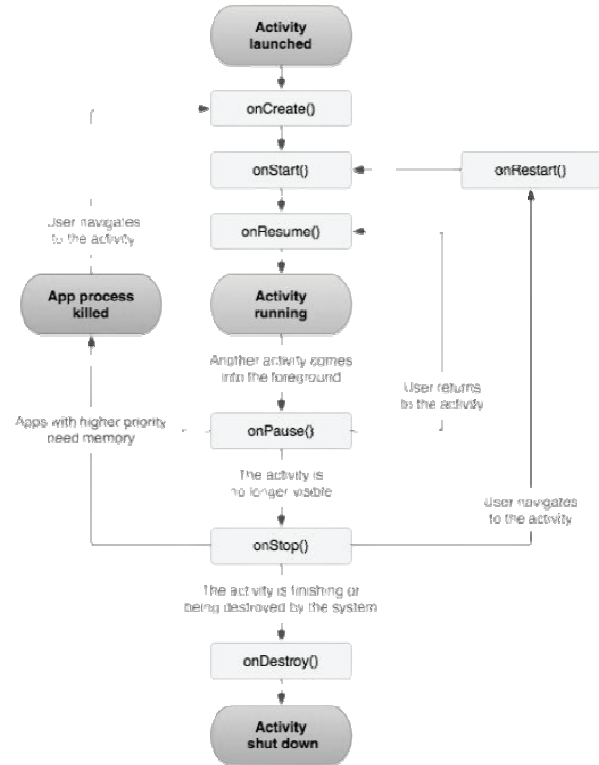 Activity
launched
onCreate()
onStart()
onRestart()
User navigates
to the activity
onResume()
App process
killed
Activity
running
Another activity comes
into the foreground
User returns
to the activity
Apps with higher priority
need memory
onPause()
The activity is
no longer visible
User navigates
to the activity
onStop()
The activity is finishing or
being destroyed by the system
onDestroy()
Activity
shut down